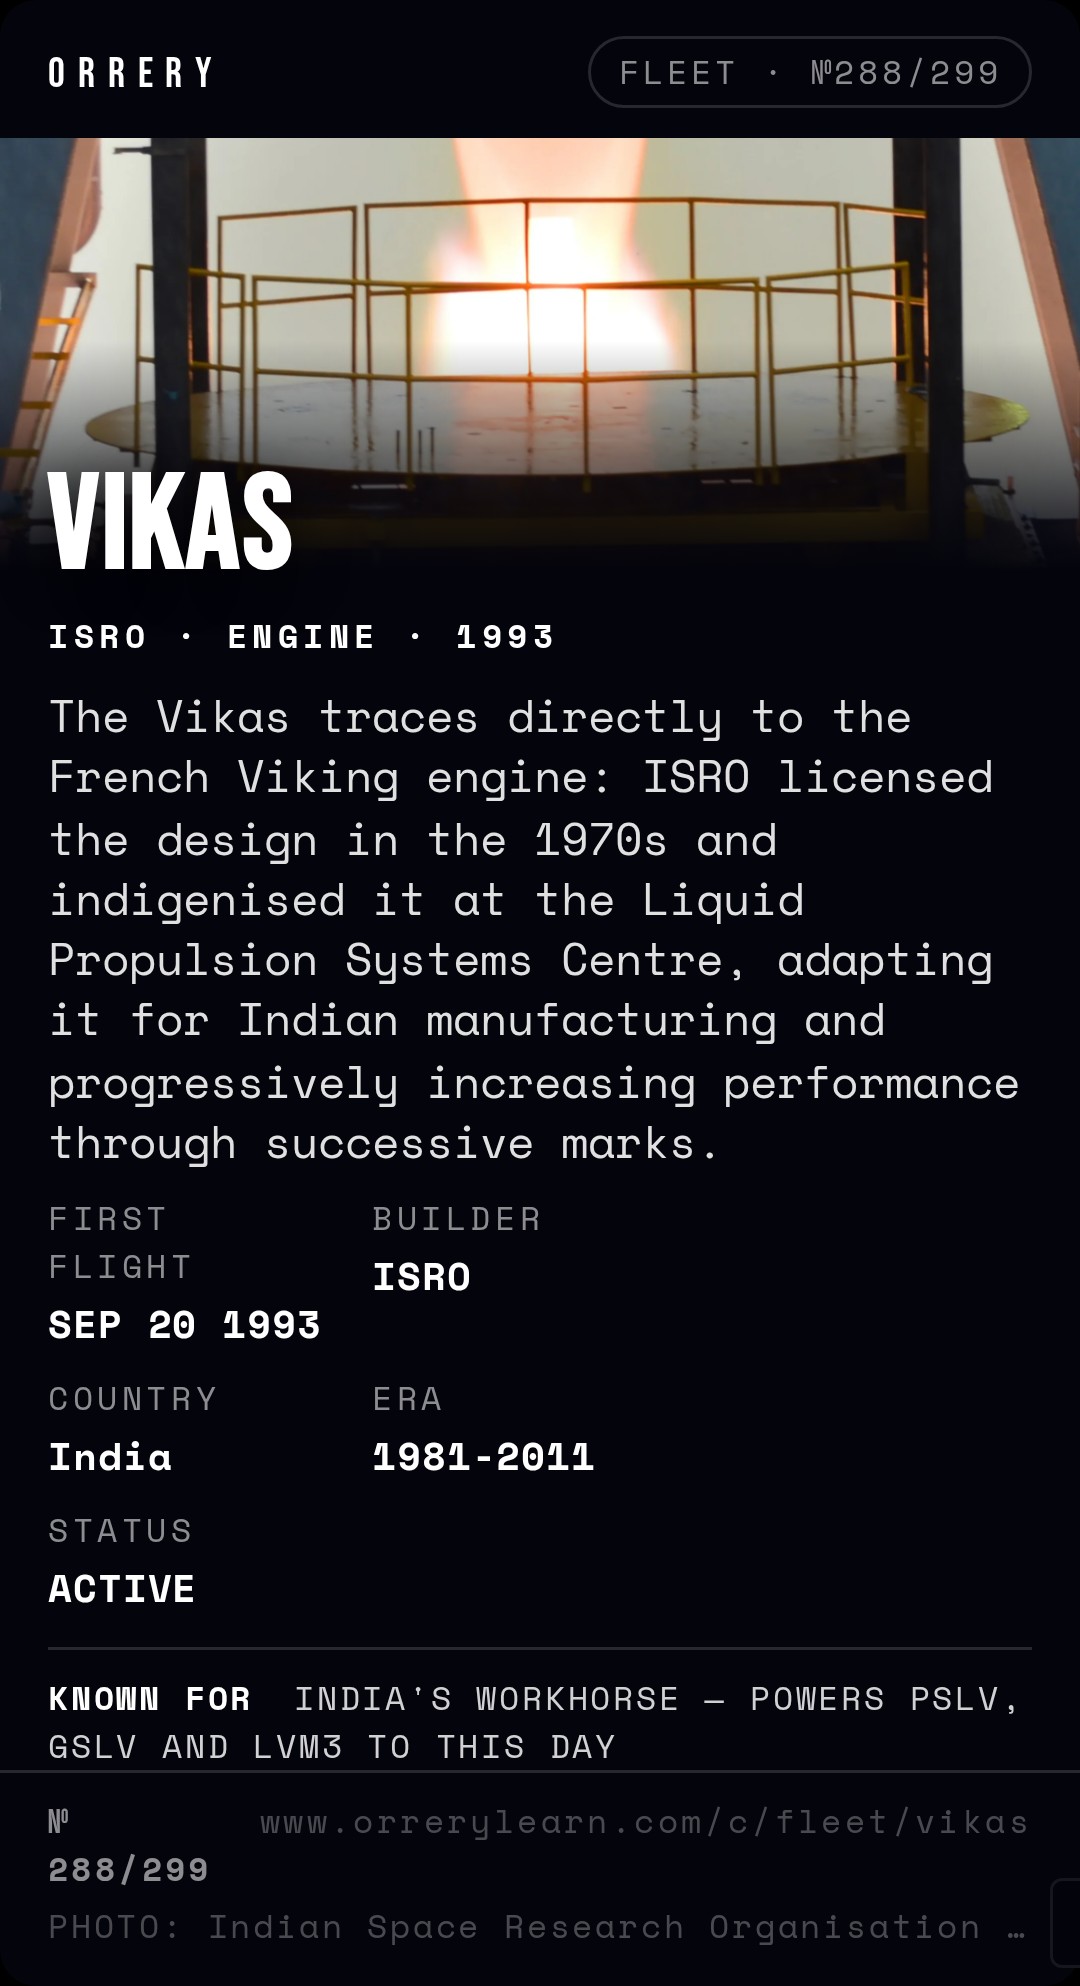 ORRERY
FLEET · №288/299
VIKAS
ISRO · ENGINE · 1993
The Vikas traces directly to the
French Viking engine: ISRO licensed
the design in the 1970s and
indigenised it at the Liquid
Propulsion Systems Centre, adapting
it for Indian manufacturing and
progressively increasing performance
through successive marks.
FIRST
FLIGHT
SEP 20 1993
BUILDER
ISRO
COUNTRY
India
ERA
1981-2011
STATUS
ACTIVE
KNOWN FOR INDIA'S WORKHORSE — POWERS PSLV,
GSLV AND LVM3 TO THIS DAY
№
288/299
www.orrerylearn.com/c/fleet/vikas
PHOTO: Indian Space Research Organisation …